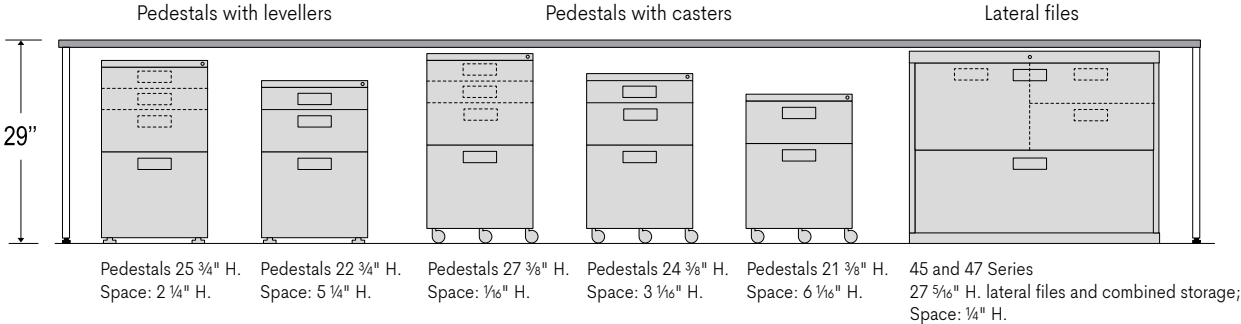 Pedestals with levellers
Pedestals with casters
Lateral files
29”
Pedestals 25 ¾" H.
Space: 2 ¼" H.
Pedestals 22 ¾" H.
Space: 5 ¼" H.
Pedestals 27 ⅜" H.
Space: 1⁄16" H.
Pedestals 24 ⅜" H.
Space: 3 1⁄16" H.
Pedestals 21 ⅜" H.
Space: 6 1⁄16" H.
45 and 47 Series
27 5⁄16" H. lateral files and combined storage;
Space: ¼" H.